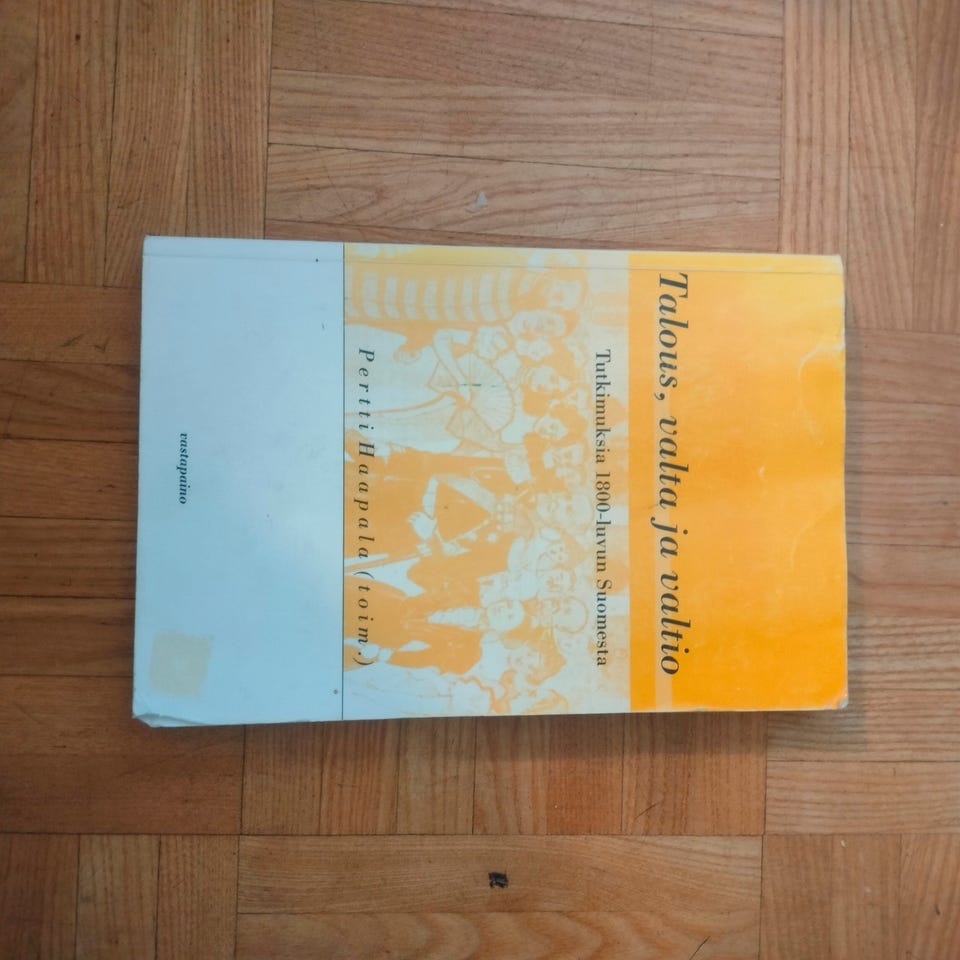 Talous, valta ja valtio
Tutkimuksia 1800-luvun Suomesta
Pertti Haapala (toim.)
vastapaino